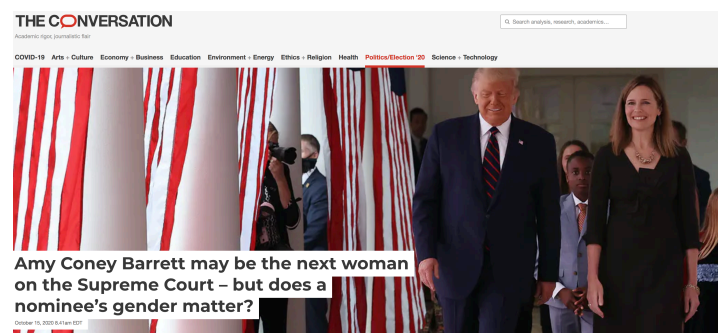 THE CONVERSATION
Academic rigor, journalistic flair
Search analysis, research, academics...
COVID-19 Arts + Culture Economy + Business Education Environment + Energy Ethics + Religion Health Politics/Election '20 Science + Technology
Amy Coney Barrett may be the next woman
on the Supreme Court – but does a
nominee's gender matter?
October 15, 2020 8.41am EDT